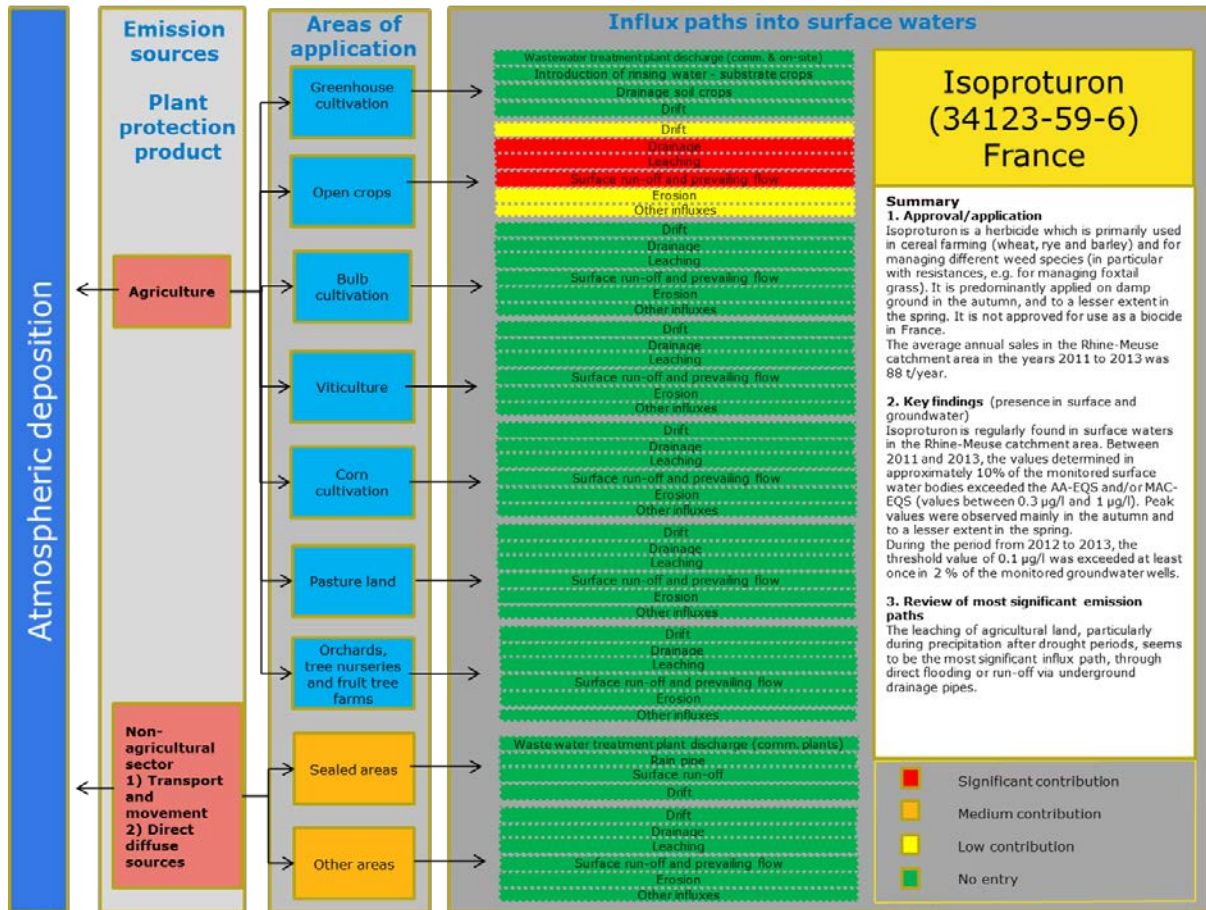 Atmospheric deposition
Emission
sources
Plant
protection
product
Agriculture
Non-
agricultural
sector
1) Transport
and
movement
2) Direct
diffuse
sources
Areas of
application
Greenhouse
cultivation
Open crops
Bulb
cultivation
Viticulture
Corn
cultivation
Pasture land
Orchards,
tree nurseries
and fruit tree
farms
Sealed areas
Other areas
Influx paths into surface waters
Wastewater treatment plant discharge (comm. & on-site)
Introduction of rinsing water - substrate crops
Drainage soil crops
Drift
Drift
Drainage
Leaching
Surface run-off and prevailing flow
Erosion
Other influxes
Drift
Drainage
Leaching
Surface run-off and prevailing flow
Erosion
Other influxes
Drift
Drainage
Leaching
Surface run-off and prevailing flow
Erosion
Other influxes
Drift
Drainage
Leaching
Surface run-off and prevailing flow
Erosion
Other influxes
Drift
Drainage
Leaching
Surface run-off and prevailing flow
Erosion
Other influxes
Drift
Drainage
Leaching
Surface run-off and prevailing flow
Erosion
Other influxes
Waste water treatment plant discharge (comm. plants)
Rain pipe
Surface run-off
Drift
Drift
Drainage
Leaching
Surface run-off and prevailing flow
Erosion
Other influxes
Isoproturon
(34123-59-6)
France
Summary
1. Approval/application
Isoproturon is a herbicide which is primarily used
in cereal farming (wheat, rye and barley) and for
managing different weed species (in particular
with resistances, e.g. for managing foxtail
grass). It is predominantly applied on damp
ground in the autumn, and to a lesser extent in
the spring. It is not approved for use as a biocide
in France.
The average annual sales in the Rhine-Meuse
catchment area in the years 2011 to 2013 was
88 t/year.
2. Key findings (presence in surface and
groundwater)
Isoproturon is regularly found in surface waters
in the Rhine-Meuse catchment area. Between
2011 and 2013, the values determined in
approximately 10% of the monitored surface
water bodies exceeded the AA-EQS and/or MAC-
EQS (values between 0.3 µg/l and 1 µg/l). Peak
values were observed mainly in the autumn and
to a lesser extent in the spring.
During the period from 2012 to 2013, the
threshold value of 0.1 µg/l was exceeded at least
once in 2 % of the monitored groundwater wells.
3. Review of most significant emission
paths
The leaching of agricultural land, particularly
during precipitation after drought periods, seems
to be the most significant influx path, through
direct flooding or run-off via underground
drainage pipes.
Significant contribution
Medium contribution
Low contribution
No entry